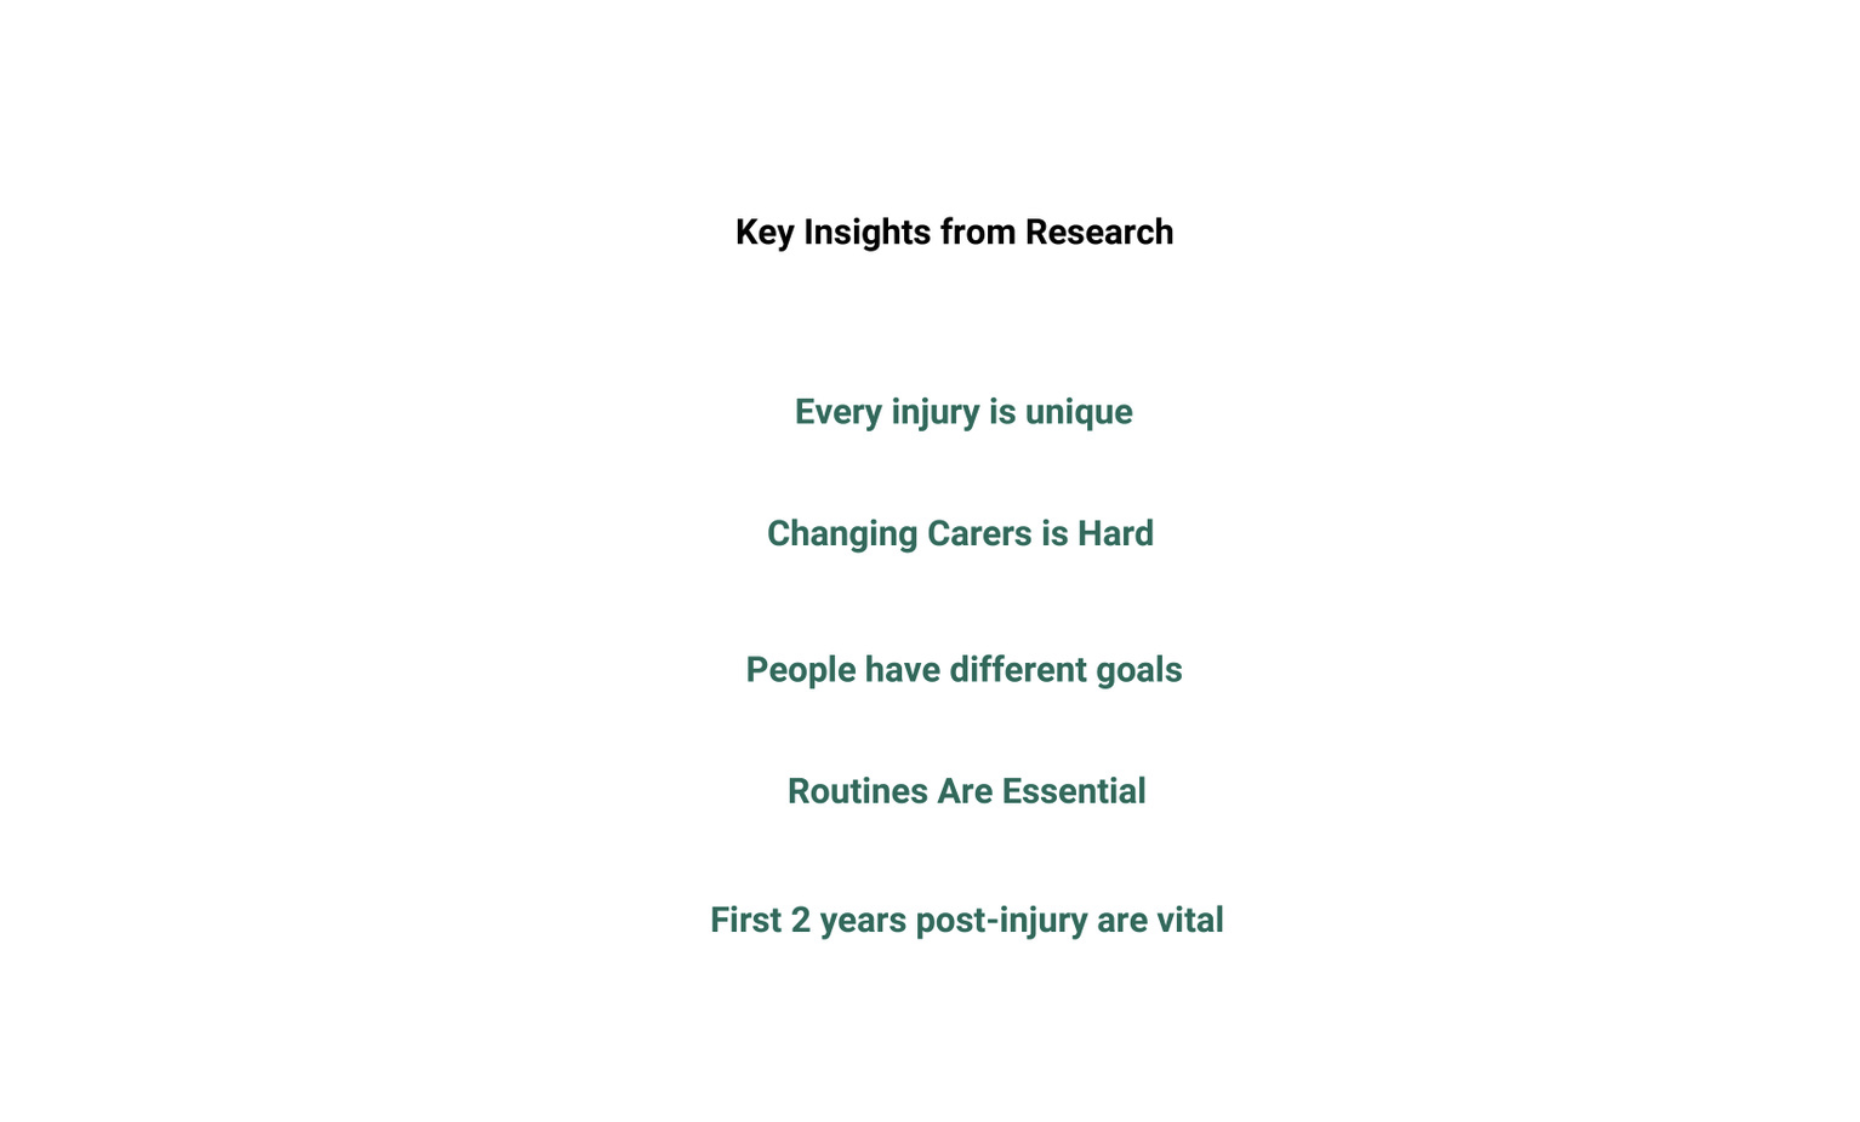 Key Insights from Research
Every injury is unique
Changing Carers is Hard
People have different goals
Routines Are Essential
First 2 years post-injury are vital